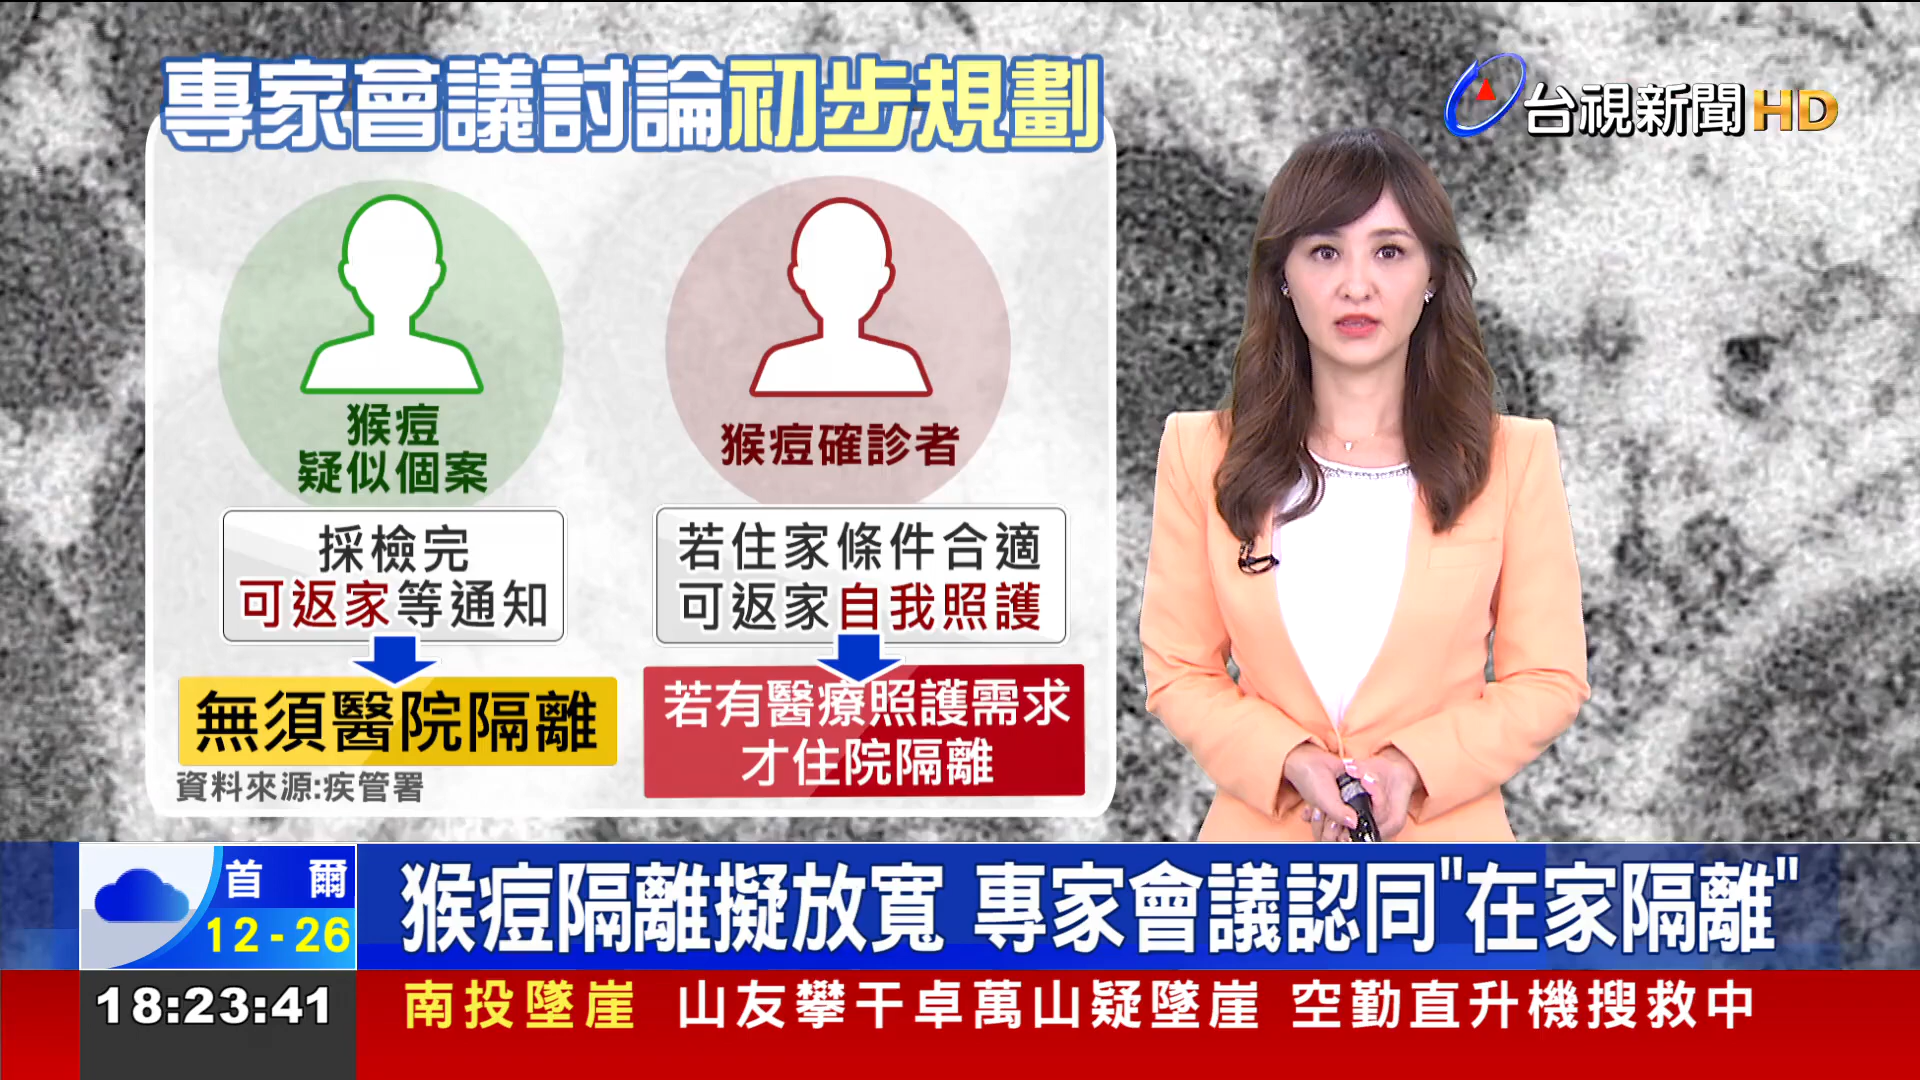 專家會議討論初步規劃
台視新聞HD
猴痘
疑似個案
採檢完
可返家等通知
無須醫院隔離
資料來源:疾管署
猴痘確診者
若住家條件合適
可返家自我照護
若有醫療照護需求
才住院隔離
首爾
12-26
猴痘隔離擬放寬 專家會議認同"在家隔離"
18:23:41
南投墜崖 山友攀干卓萬山疑墜崖 空勤直升機搜救中